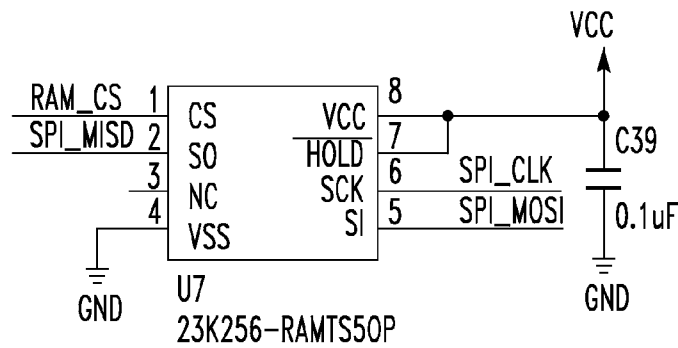 VCC
RAM_CS 1 CS VCC 8
SPI_MISD 2 SO HOLD 7
3 NC SCK 6 SPI_CLK
4 VSS SI 5 SPI_MOSI
C39
0.1uF
GND
GND
U7
23K256-RAMTS50P